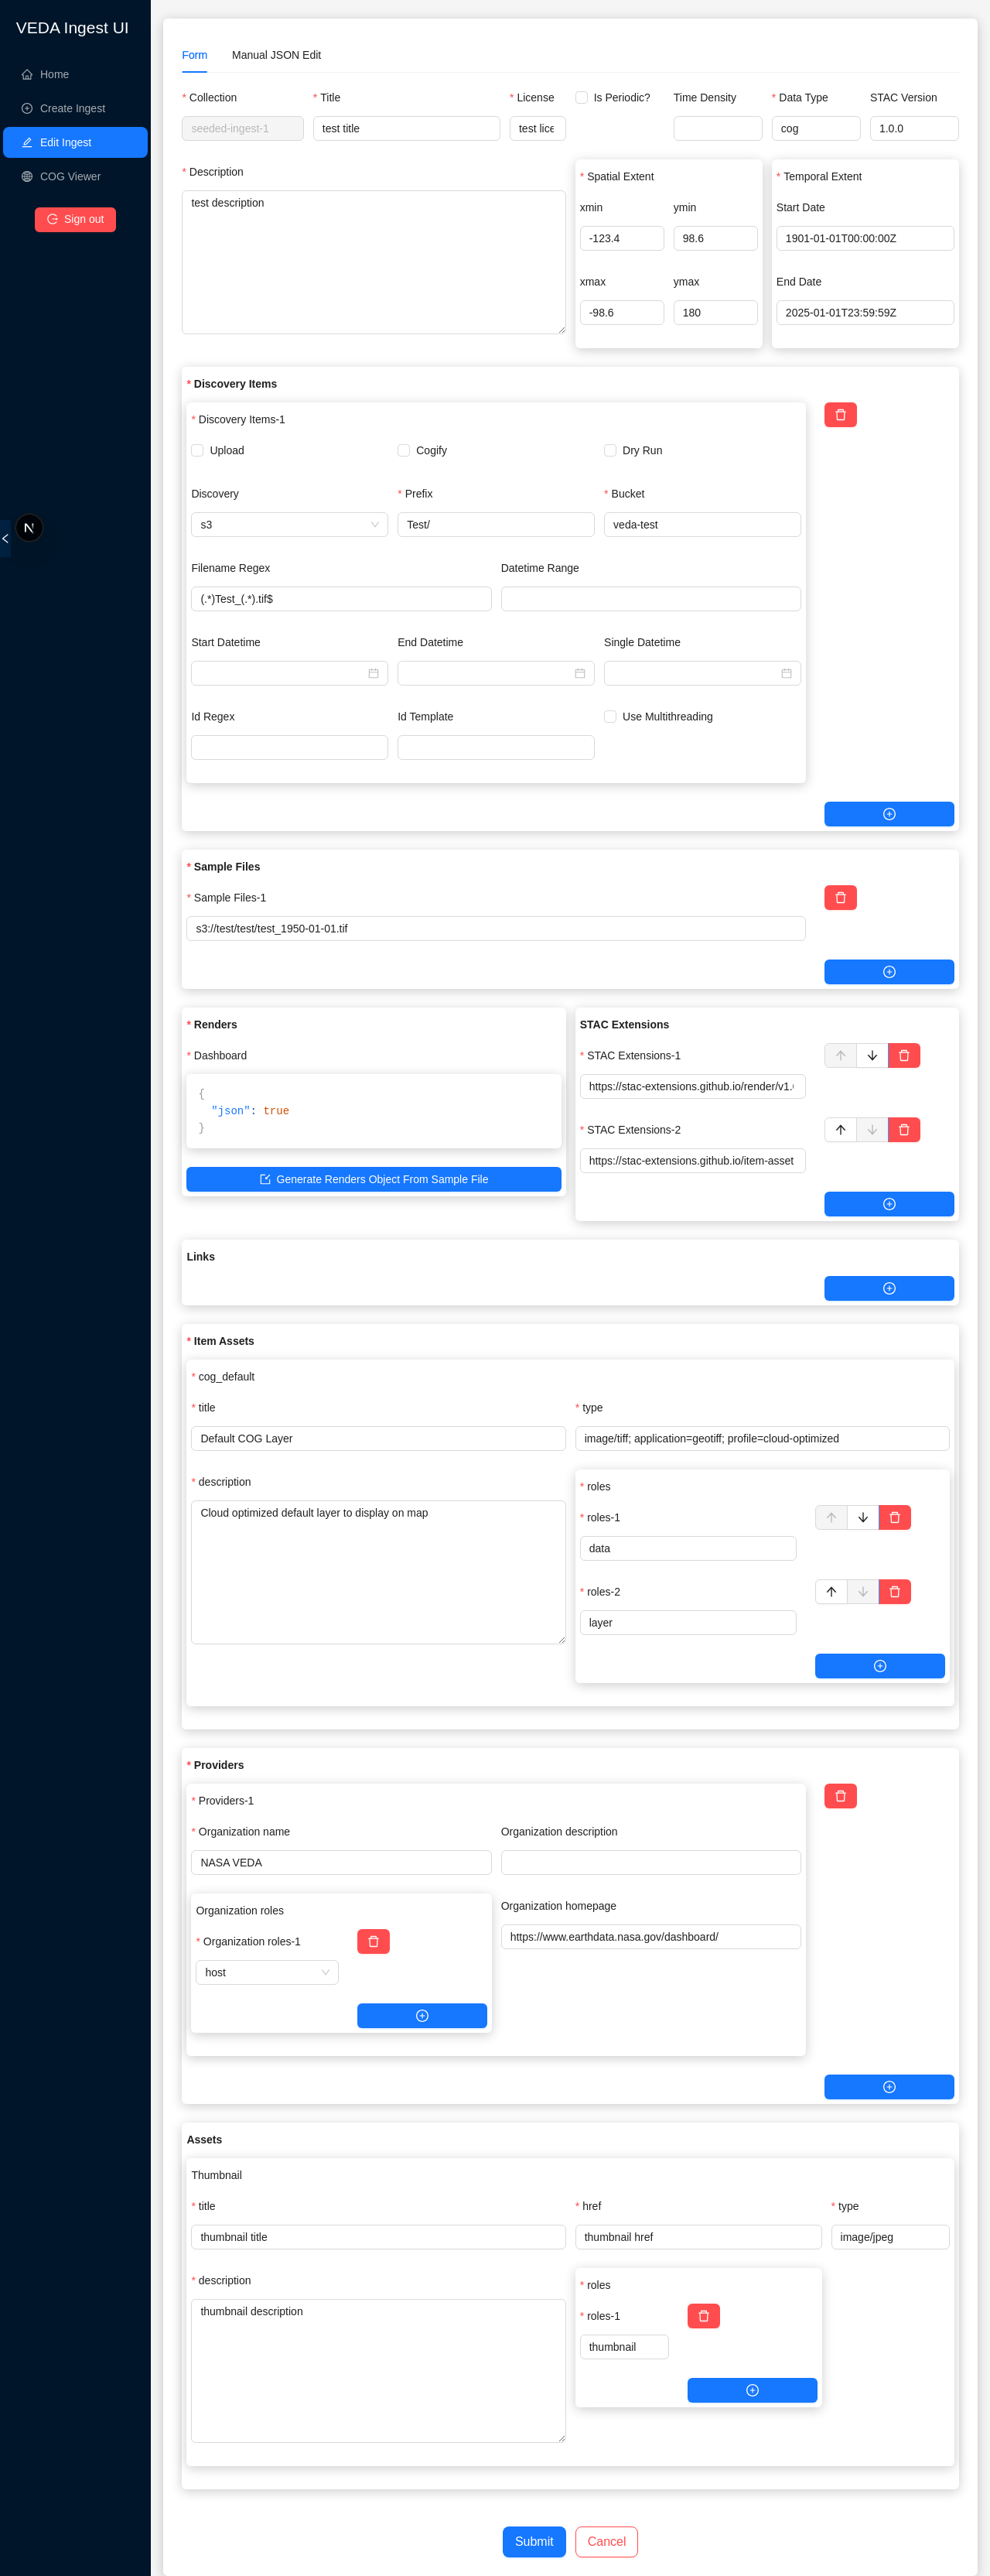 VEDA Ingest UI
Home
Create Ingest
Edit Ingest
COG Viewer
Sign out
Form Manual JSON Edit
* Collection * Title * License Is Periodic? Time Density * Data Type STAC Version
seeded-ingest-1 test title test lice cog 1.0.0
* Description
test description
* Spatial Extent
xmin ymin
-123.4 98.6
xmax ymax
-98.6 180
* Temporal Extent
Start Date
1901-01-01T00:00:00Z
End Date
2025-01-01T23:59:59Z
* Discovery Items
* Discovery Items-1
Upload Cogify Dry Run
Discovery * Prefix * Bucket
s3 Test/ veda-test
Filename Regex Datetime Range
(.*)Test_(.*).tif$
Start Datetime End Datetime Single Datetime
Id Regex Id Template Use Multithreading
* Sample Files
* Sample Files-1
s3://test/test/test_1950-01-01.tif
* Renders
* Dashboard
{
"json": true
}
Generate Renders Object From Sample File
STAC Extensions
* STAC Extensions-1
https://stac-extensions.github.io/render/v1.
* STAC Extensions-2
https://stac-extensions.github.io/item-asset
Links
* Item Assets
* cog_default
* title * type
Default COG Layer image/tiff; application=geotiff; profile=cloud-optimized
* description
Cloud optimized default layer to display on map
* roles
* roles-1
data
* roles-2
layer
* Providers
* Providers-1
* Organization name Organization description
NASA VEDA
Organization roles
* Organization roles-1
host
Organization homepage
https://www.earthdata.nasa.gov/dashboard/
Assets
Thumbnail
* title * href * type
thumbnail title thumbnail href image/jpeg
* description
thumbnail description
* roles
* roles-1
thumbnail
Submit Cancel